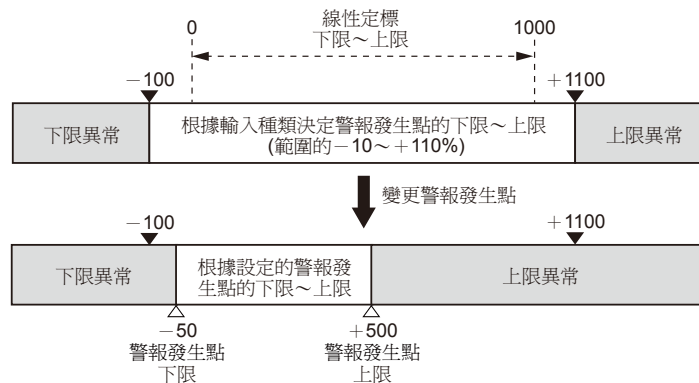 線性定標
0
下限～上限
1000
－100
＋1100
下限異常
根據輸入種類決定警報發生點的下限～上限
(範圍的－10～＋110%)
上限異常
變更警報發生點
－100
＋1100
下限異常
根據設定的警報發
生點的下限～上限
上限異常
－50
警報發生點
下限
＋500
警報發生點
上限